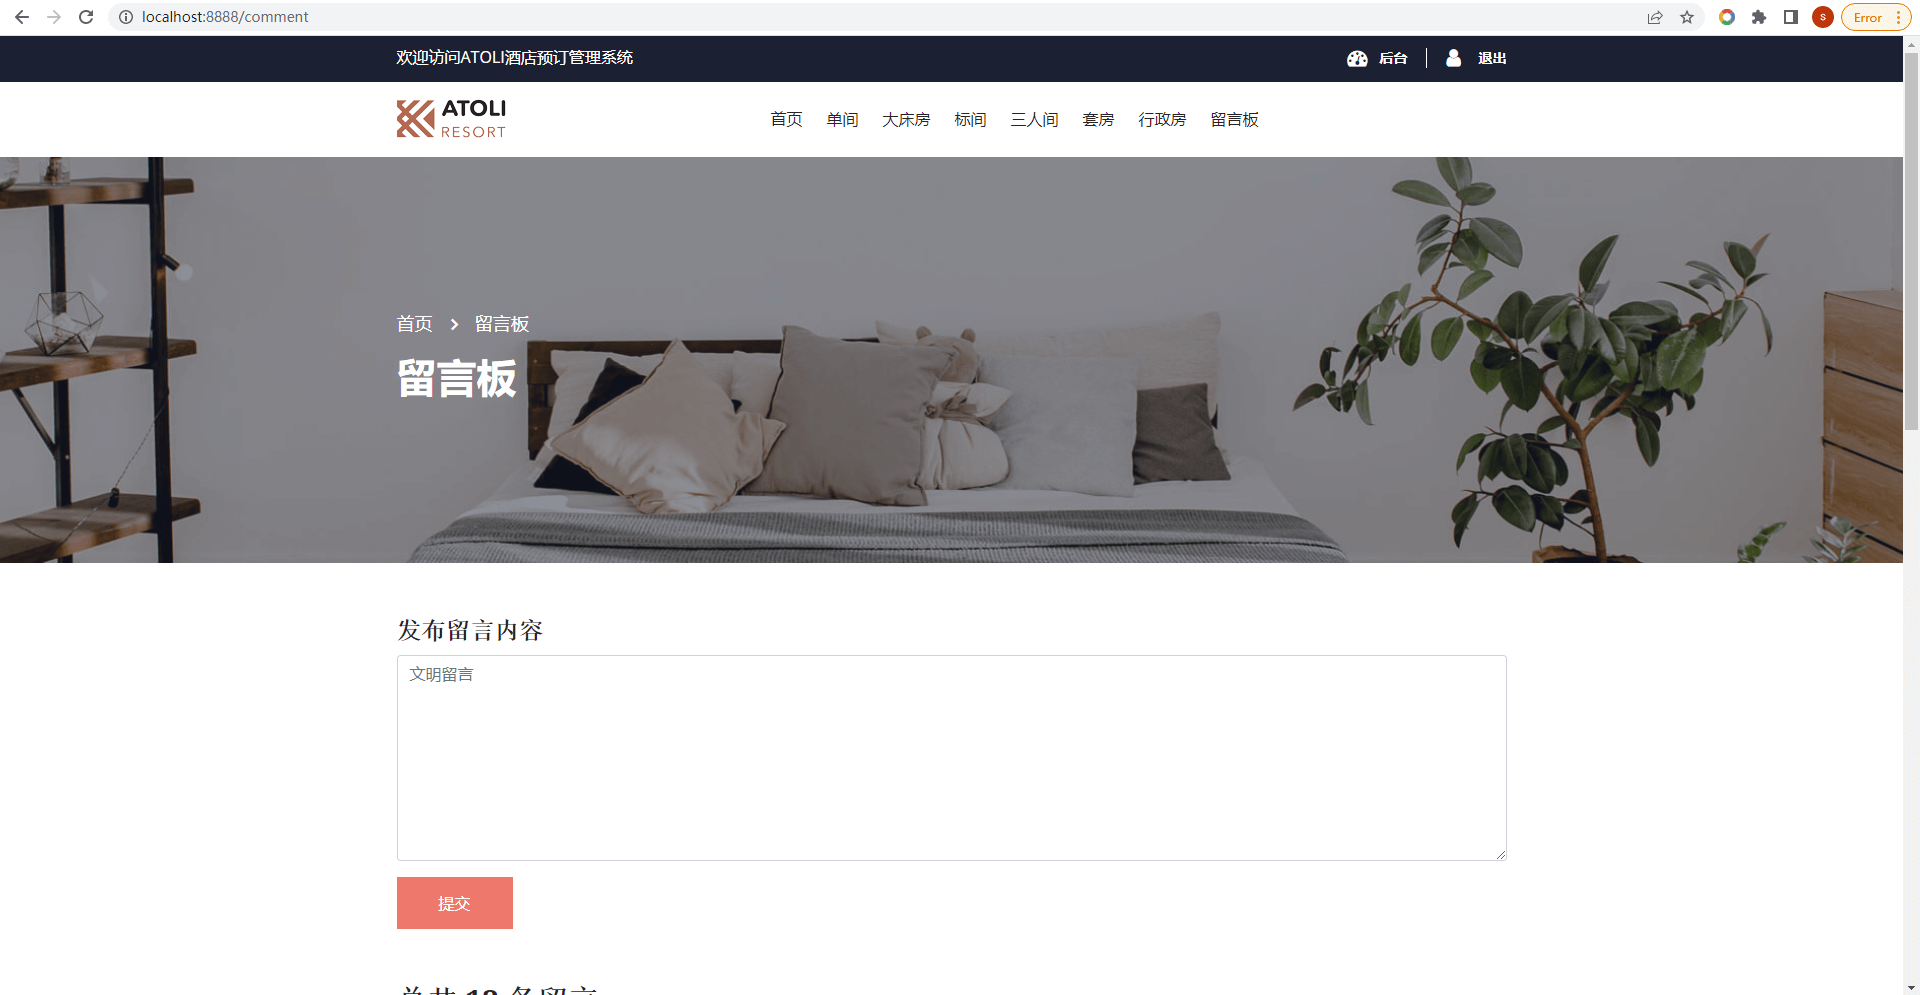 localhost:8888/comment
S
Error
欢迎访问ATOLI酒店预订管理系统
后台
退出
ATOLI
RESORT
首页 单间 大床房 标间 三人间 套房 行政房 留言板
首页 > 留言板
留言板
发布留言内容
文明留言
提交